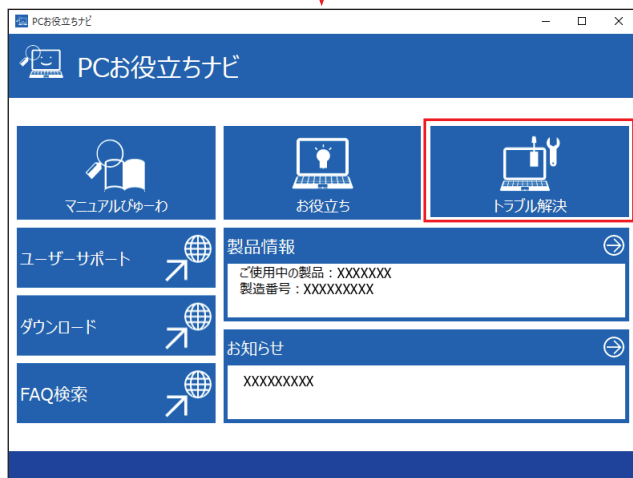 PCお役立ちナビ
PCお役立ちナビ
マニュアルびゅーわ
お役立ち
トラブル解決
ユーザーサポート
ダウンロード
FAQ検索
製品情報
ご使用中の製品：XXXXXXX
製造番号：XXXXXXXXX
お知らせ
XXXXXXXXX